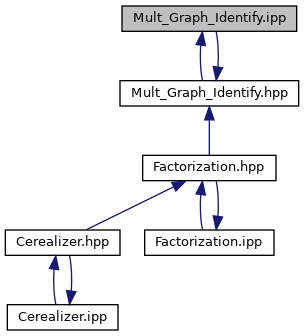 Mult_Graph_Identify.ipp
Mult_Graph_Identify.hpp
Factorization.hpp
Cerealizer.hpp
Factorization.ipp
Cerealizer.ipp